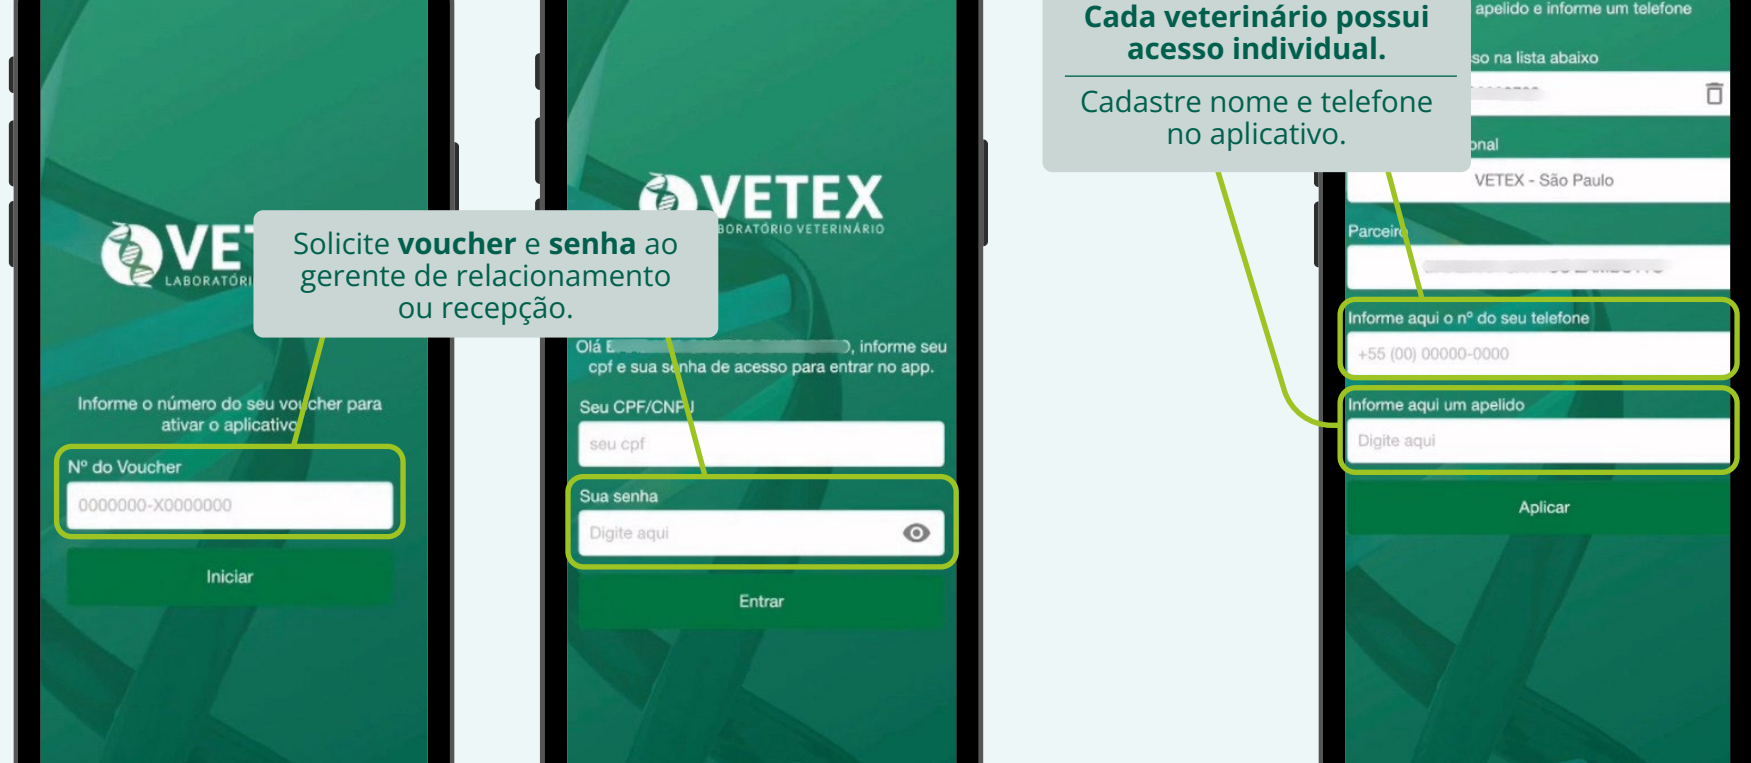 VE
LABORATÓRI
Informe o número do seu voucher para
ativar o aplicativo
Nº do Voucher
0000000-X0000000
Iniciar
Solicite voucher e senha ao
gerente de relacionamento
ou recepção.
VETEX
BORATÓRIO VETERINÁRIO
Olá
, informe seu
cpf e sua senha de acesso para entrar no app.
Seu CPF/CNPJ
seu cpf
Sua senha
Digite aqui
Entrar
Cada veterinário possui
acesso individual.
Cadastre nome e telefone
no aplicativo.
apelido e informe um telefone
so na lista abaixo
onal
VETEX - São Paulo
Parceiro
Informe aqui o nº do seu telefone
+55 (00) 00000-0000
Informe aqui um apelido
Digite aqui
Aplicar